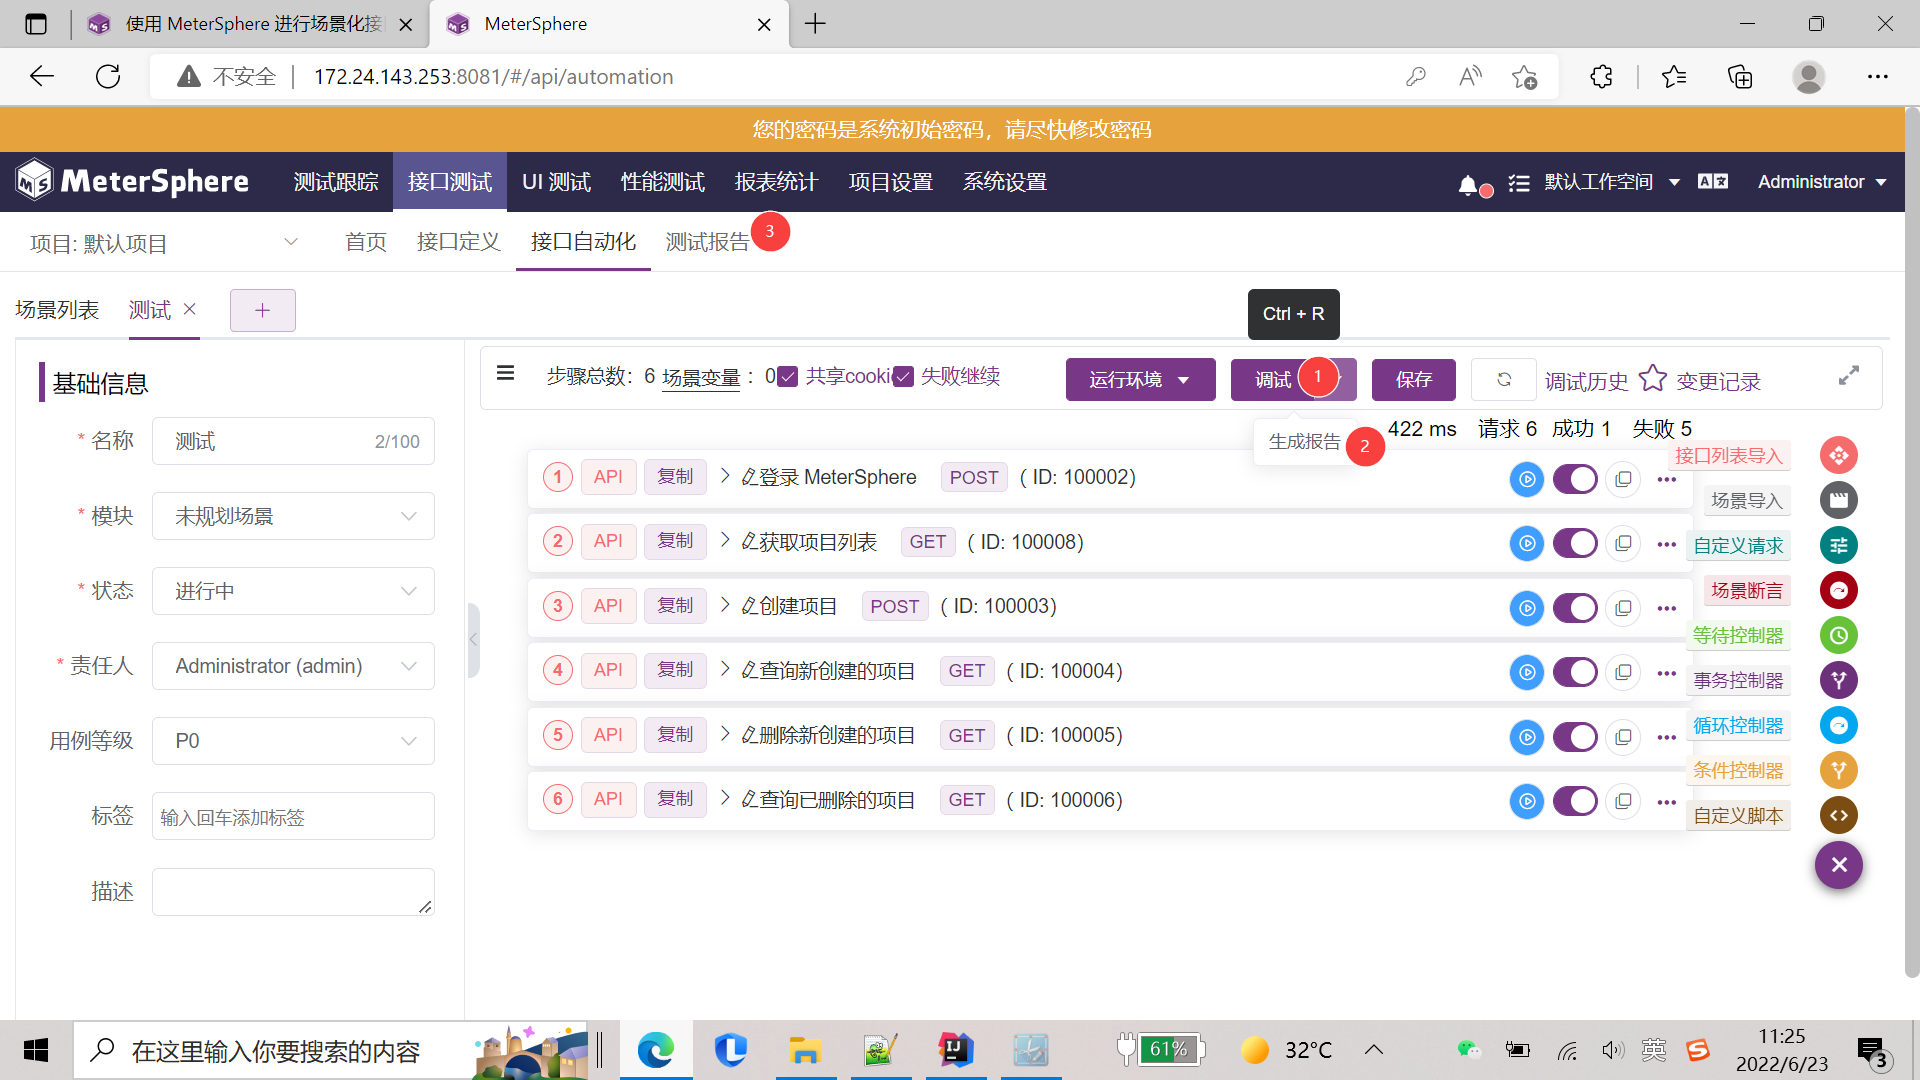 使用 MeterSphere 进行场景化接
MeterSphere
不安全
172.24.143.253:8081/#/api/automation
您的密码是系统初始密码，请尽快修改密码
MeterSphere
测试跟踪
接口测试
UI 测试
性能测试
报表统计
项目设置
系统设置
默认工作空间
Administrator
项目: 默认项目
首页
接口定义
接口自动化
测试报告
3
场景列表
测试
+
Ctrl + R
基础信息
* 名称
测试
2/100
* 模块
未规划场景
* 状态
进行中
* 责任人
Administrator (admin)
用例等级
P0
标签
输入回车添加标签
描述
步骤总数：6
场景变量：0
共享cooki
失败继续
运行环境
调试
1
保存
调试历史
变更记录
生成报告
2
422 ms
请求 6
成功 1
失败 5
1 API 复制 登录 MeterSphere POST ( ID: 100002)
2 API 复制 获取项目列表 GET ( ID: 100008)
3 API 复制 创建项目 POST ( ID: 100003)
4 API 复制 查询新创建的项目 GET ( ID: 100004)
5 API 复制 删除新创建的项目 GET ( ID: 100005)
6 API 复制 查询已删除的项目 GET ( ID: 100006)
接口列表导入
场景导入
自定义请求
场景断言
等待控制器
事务控制器
循环控制器
条件控制器
自定义脚本
在这里输入你要搜索的内容
61%
32°C
英
11:25
2022/6/23
3